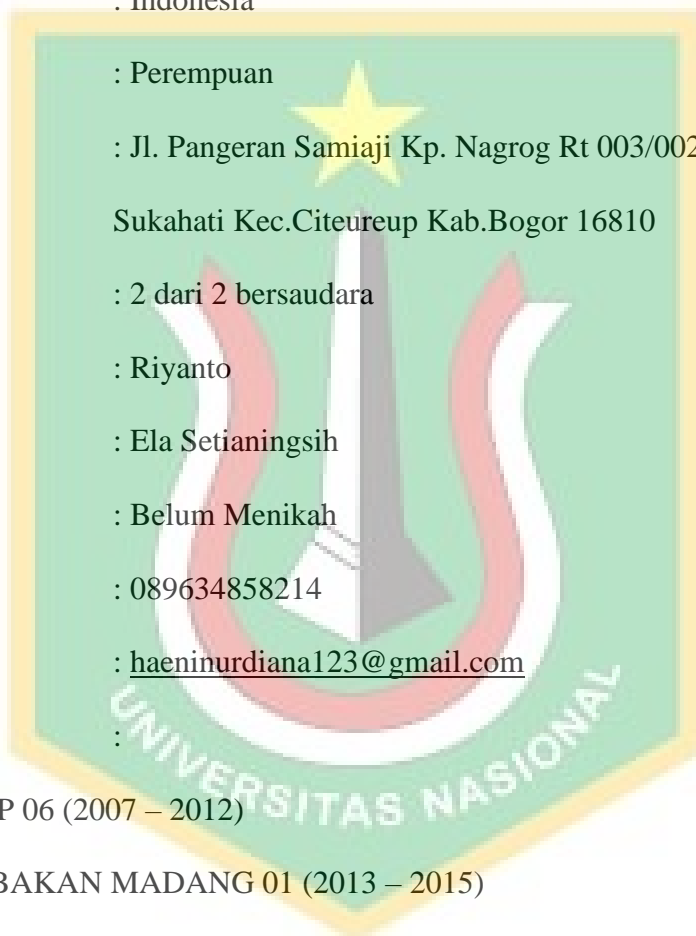 : Indonesia
: Perempuan
: Jl. Pangeran Samiaji Kp. Nagrog Rt 003/002
Sukahati Kec.Citeureup Kab.Bogor 16810
: 2 dari 2 bersaudara
: Riyanto
: Ela Setianingsih
: Belum Menikah
: 089634858214
: haeninurdiana123@gmail.com
:
P 06 (2007 – 2012)
BAKAN MADANG 01 (2013 – 2015)
UNIVERSITAS NASIONAL